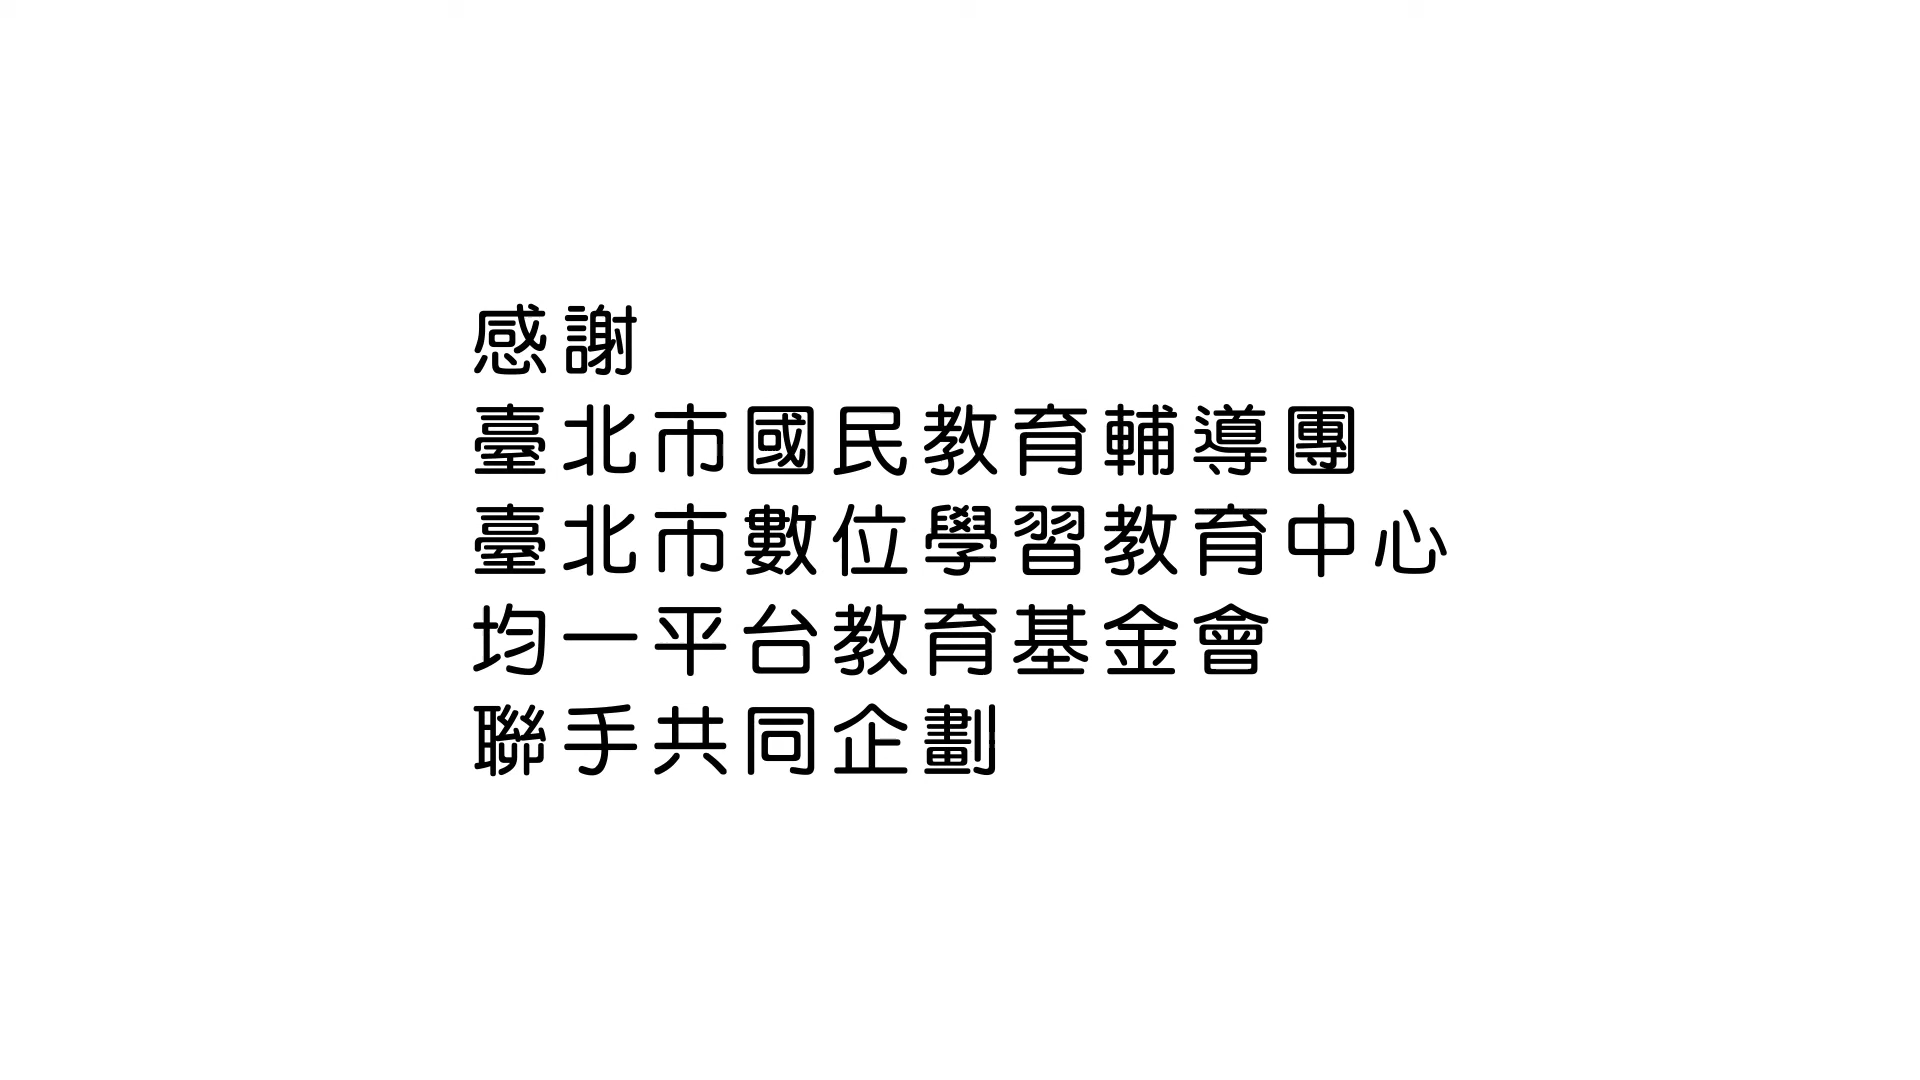 感謝
臺北市國民教育輔導團
臺北市數位學習教育中心
均一平台教育基金會
聯手共同企劃